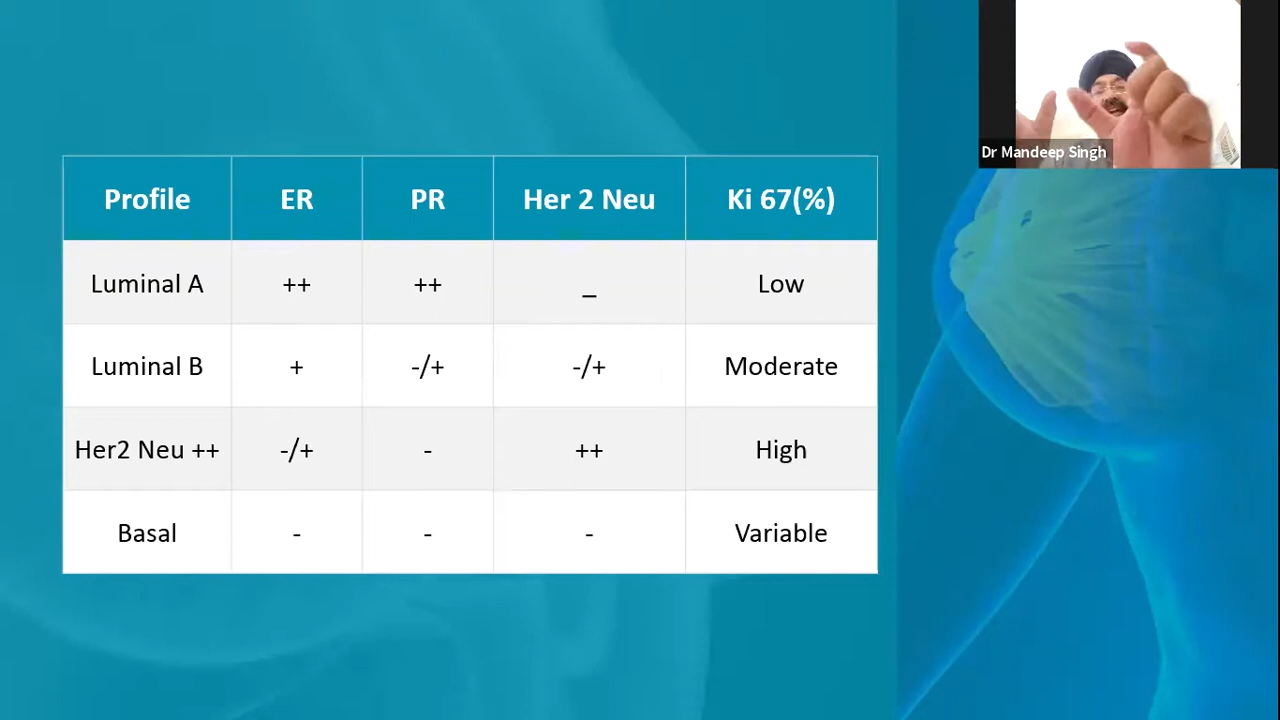 Dr Mandeep Singh
Profile ER PR Her 2 Neu Ki 67(%)
Luminal A ++ ++ _ Low
Luminal B + -/+ -/+ Moderate
Her2 Neu ++ -/+ - ++ High
Basal - - - Variable